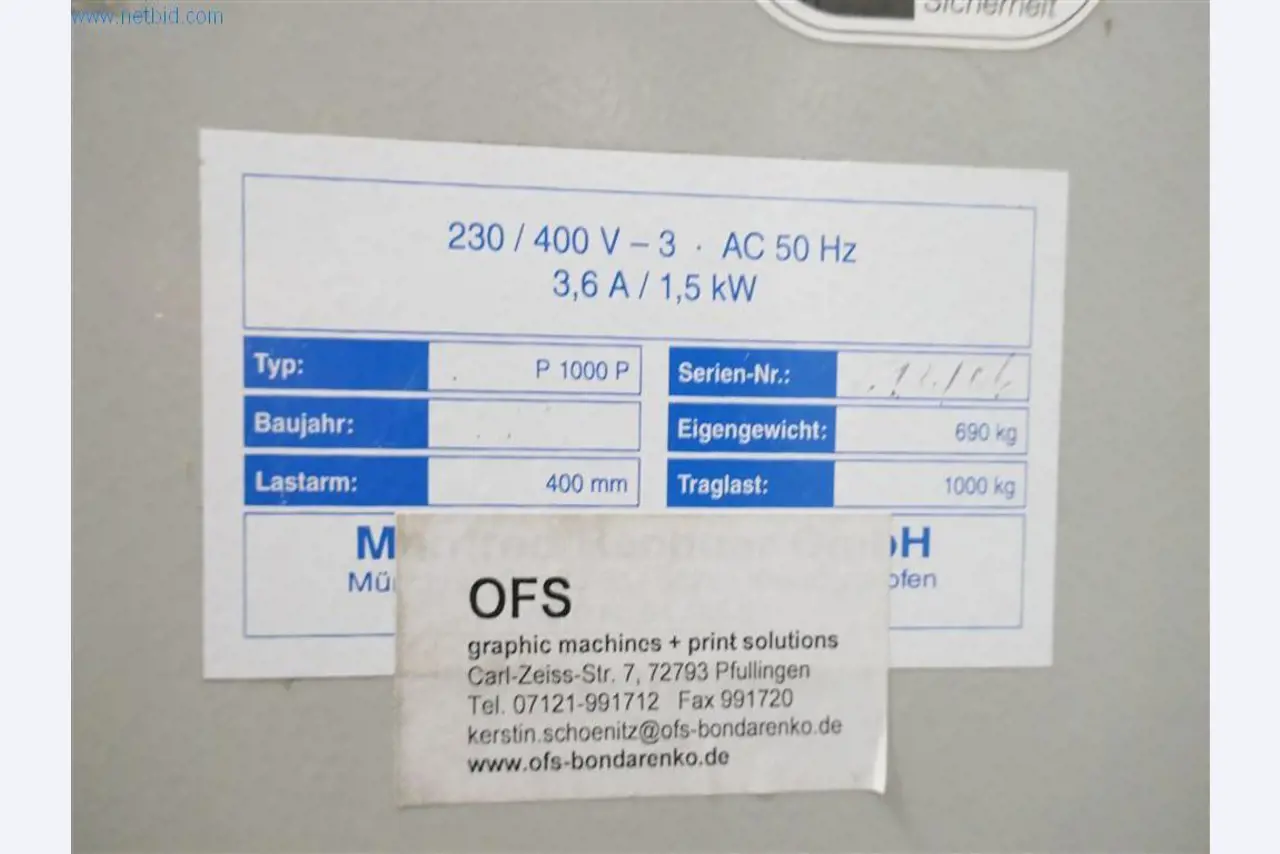 www.netbid.com
Sicherheit
230 / 400 V – 3 · AC 50 Hz
3,6 A / 1,5 kW
Typ: P 1000 P
Serien-Nr.:
Baujahr:
Eigengewicht: 690 kg
Lastarm: 400 mm
Traglast: 1000 kg
OFS
graphic machines + print solutions
Carl-Zeiss-Str. 7, 72793 Pfullingen
Tel. 07121-991712 Fax 991720
kerstin.schoenitz@ofs-bondarenko.de
www.ofs-bondarenko.de